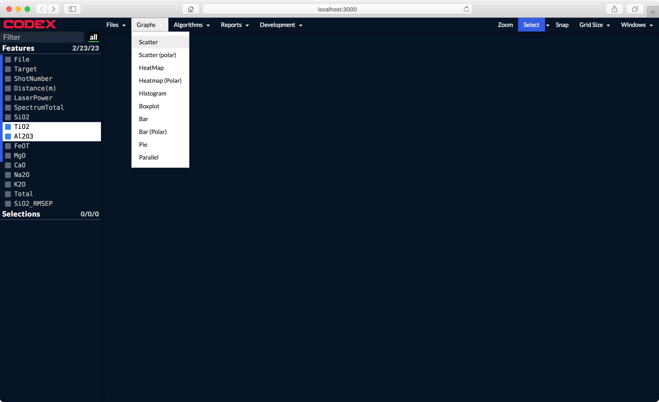 localhost:3000
CODEX
Files Graphs Algorithms Reports Development Zoom Select Snap Grid Size Windows
Filter all
Features 2/23/23
File
Target
ShotNumber
Distance(m)
LaserPower
SpectrumTotal
SiO2
TiO2
Al2O3
FeOT
MgO
CaO
Na2O
K2O
Total
SiO2_RMSEP
Selections 0/0/0
Scatter
Scatter (polar)
HeatMap
Heatmap (Polar)
Histogram
Boxplot
Bar
Bar (Polar)
Pie
Parallel